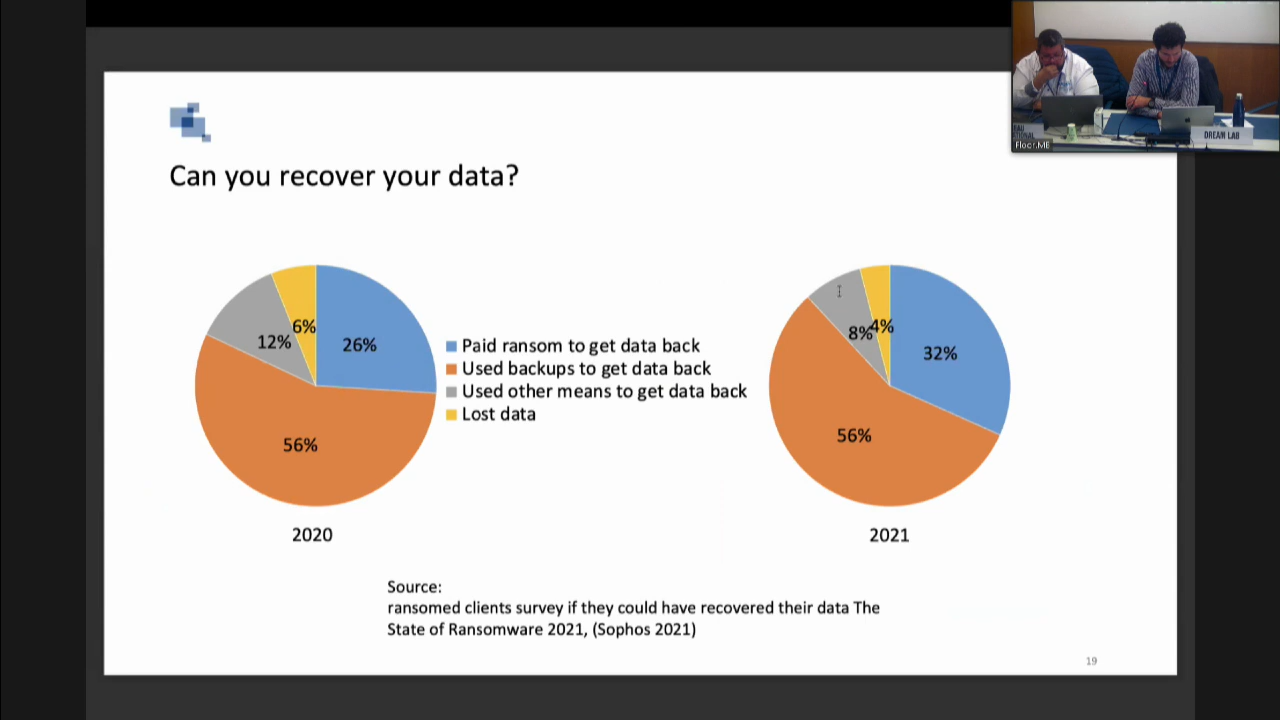 Can you recover your data?
6%
12%
26%
56%
2020
Paid ransom to get data back
Used backups to get data back
Used other means to get data back
Lost data
4%
8%
32%
56%
2021
Source:
ransomed clients survey if they could have recovered their data The
State of Ransomware 2021, (Sophos 2021)
19
DREAM LAB
Floor.ME